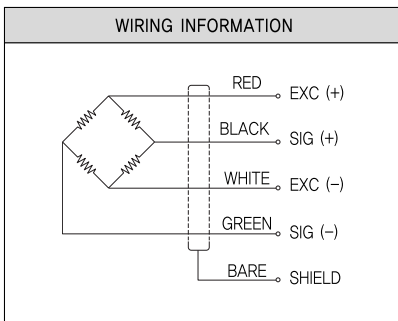 WIRING INFORMATION
RED EXC (+)
BLACK SIG (+)
WHITE EXC (−)
GREEN SIG (−)
BARE SHIELD